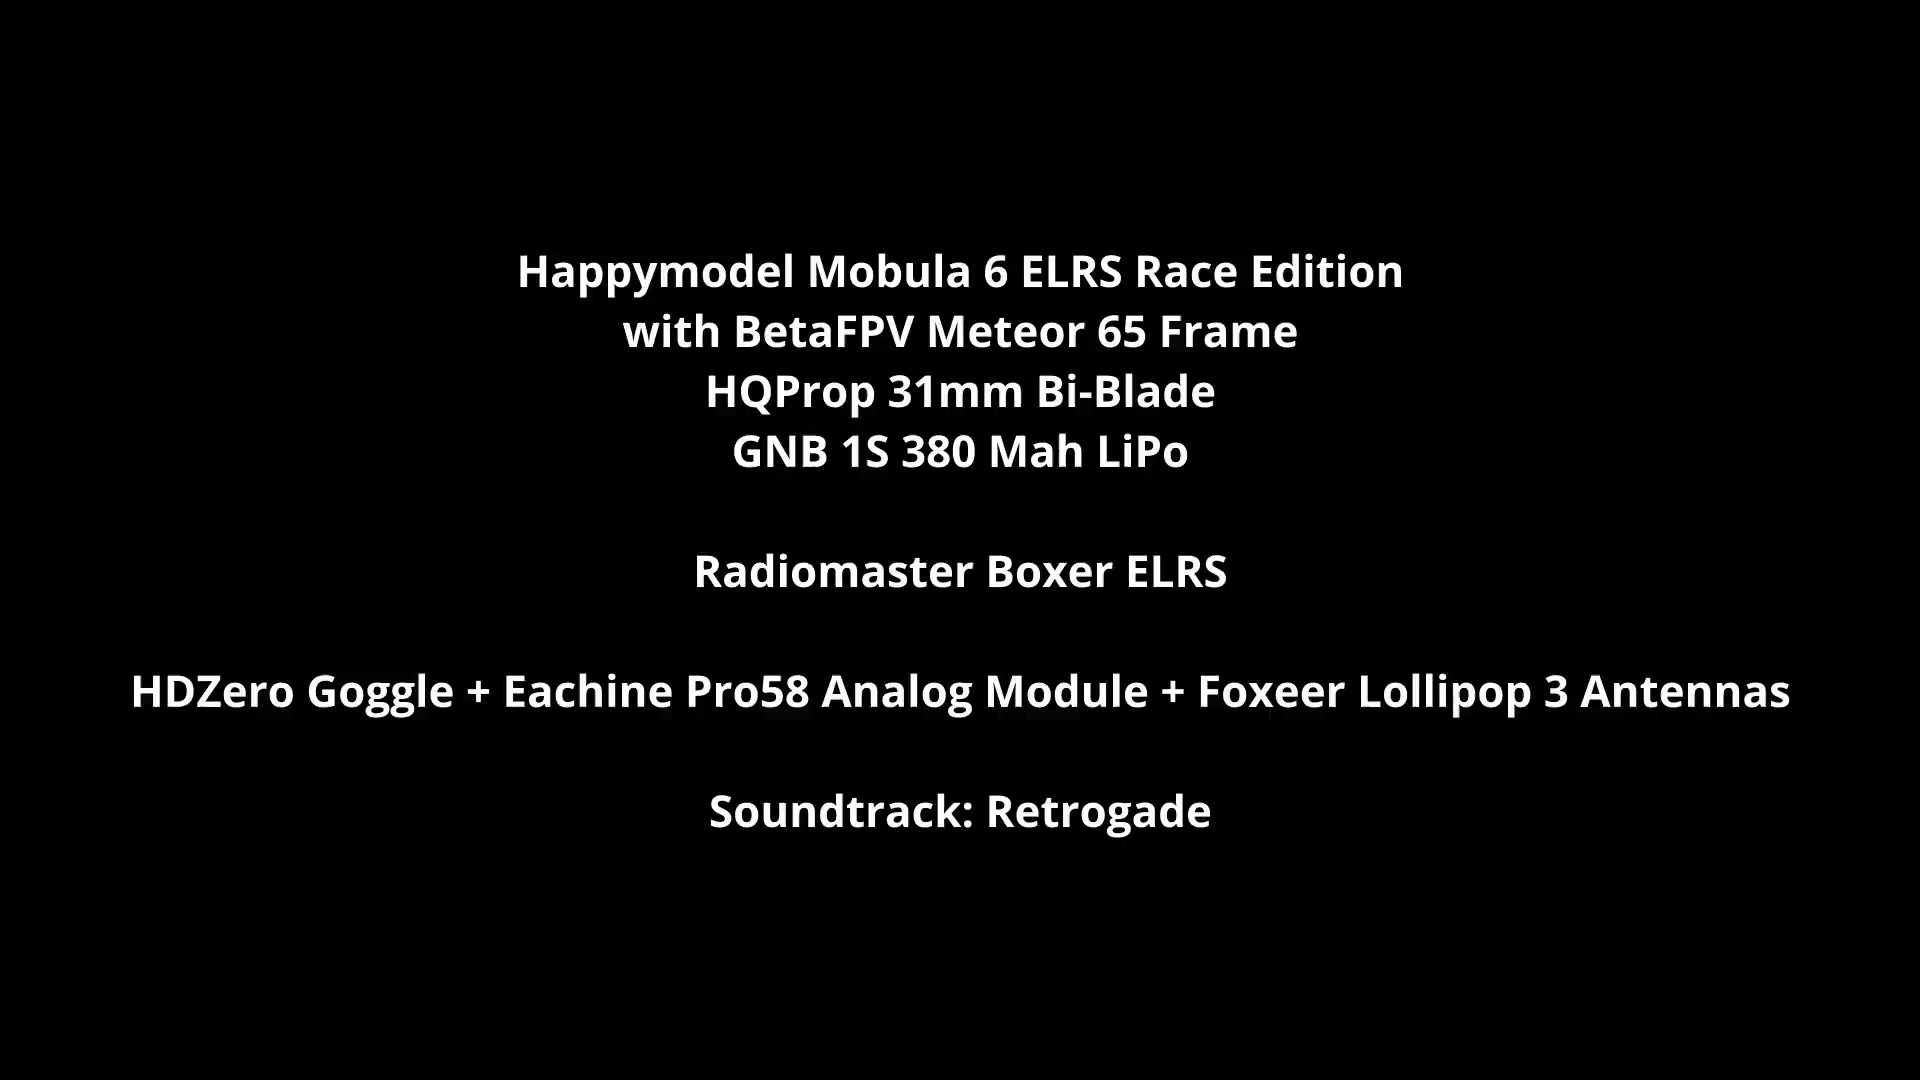 Happymodel Mobula 6 ELRS Race Edition
with BetaFPV Meteor 65 Frame
HQProp 31mm Bi-Blade
GNB 1S 380 Mah LiPo
Radiomaster Boxer ELRS
HDZero Goggle + Eachine Pro58 Analog Module + Foxeer Lollipop 3 Antennas
Soundtrack: Retrogade